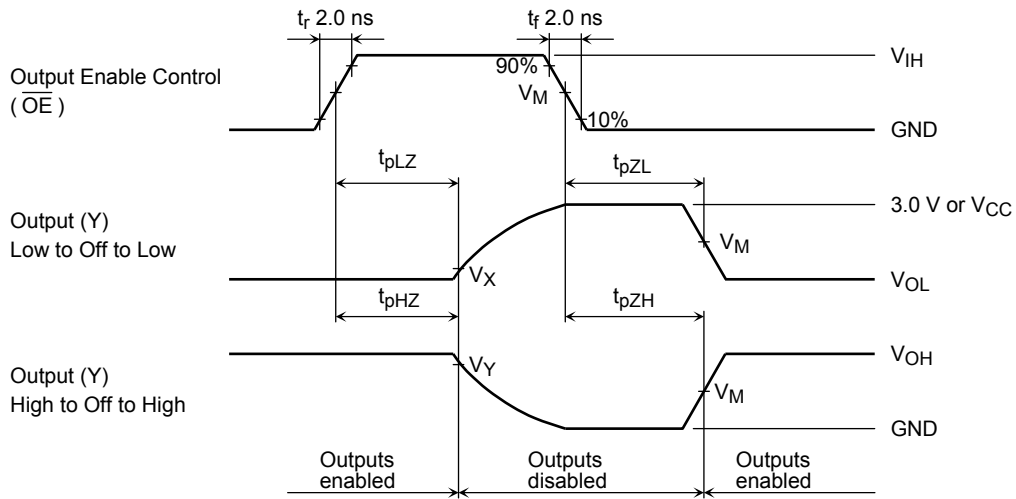 tr 2.0 ns
tf 2.0 ns
Output Enable Control
( OE )
90%
VM
10%
VIH
GND
tpLZ
tpZL
Output (Y)
Low to Off to Low
3.0 V or VCC
VM
VX
VOL
tpHZ
tpZH
Output (Y)
High to Off to High
VY
VOH
VM
GND
Outputs
enabled
Outputs
disabled
Outputs
enabled